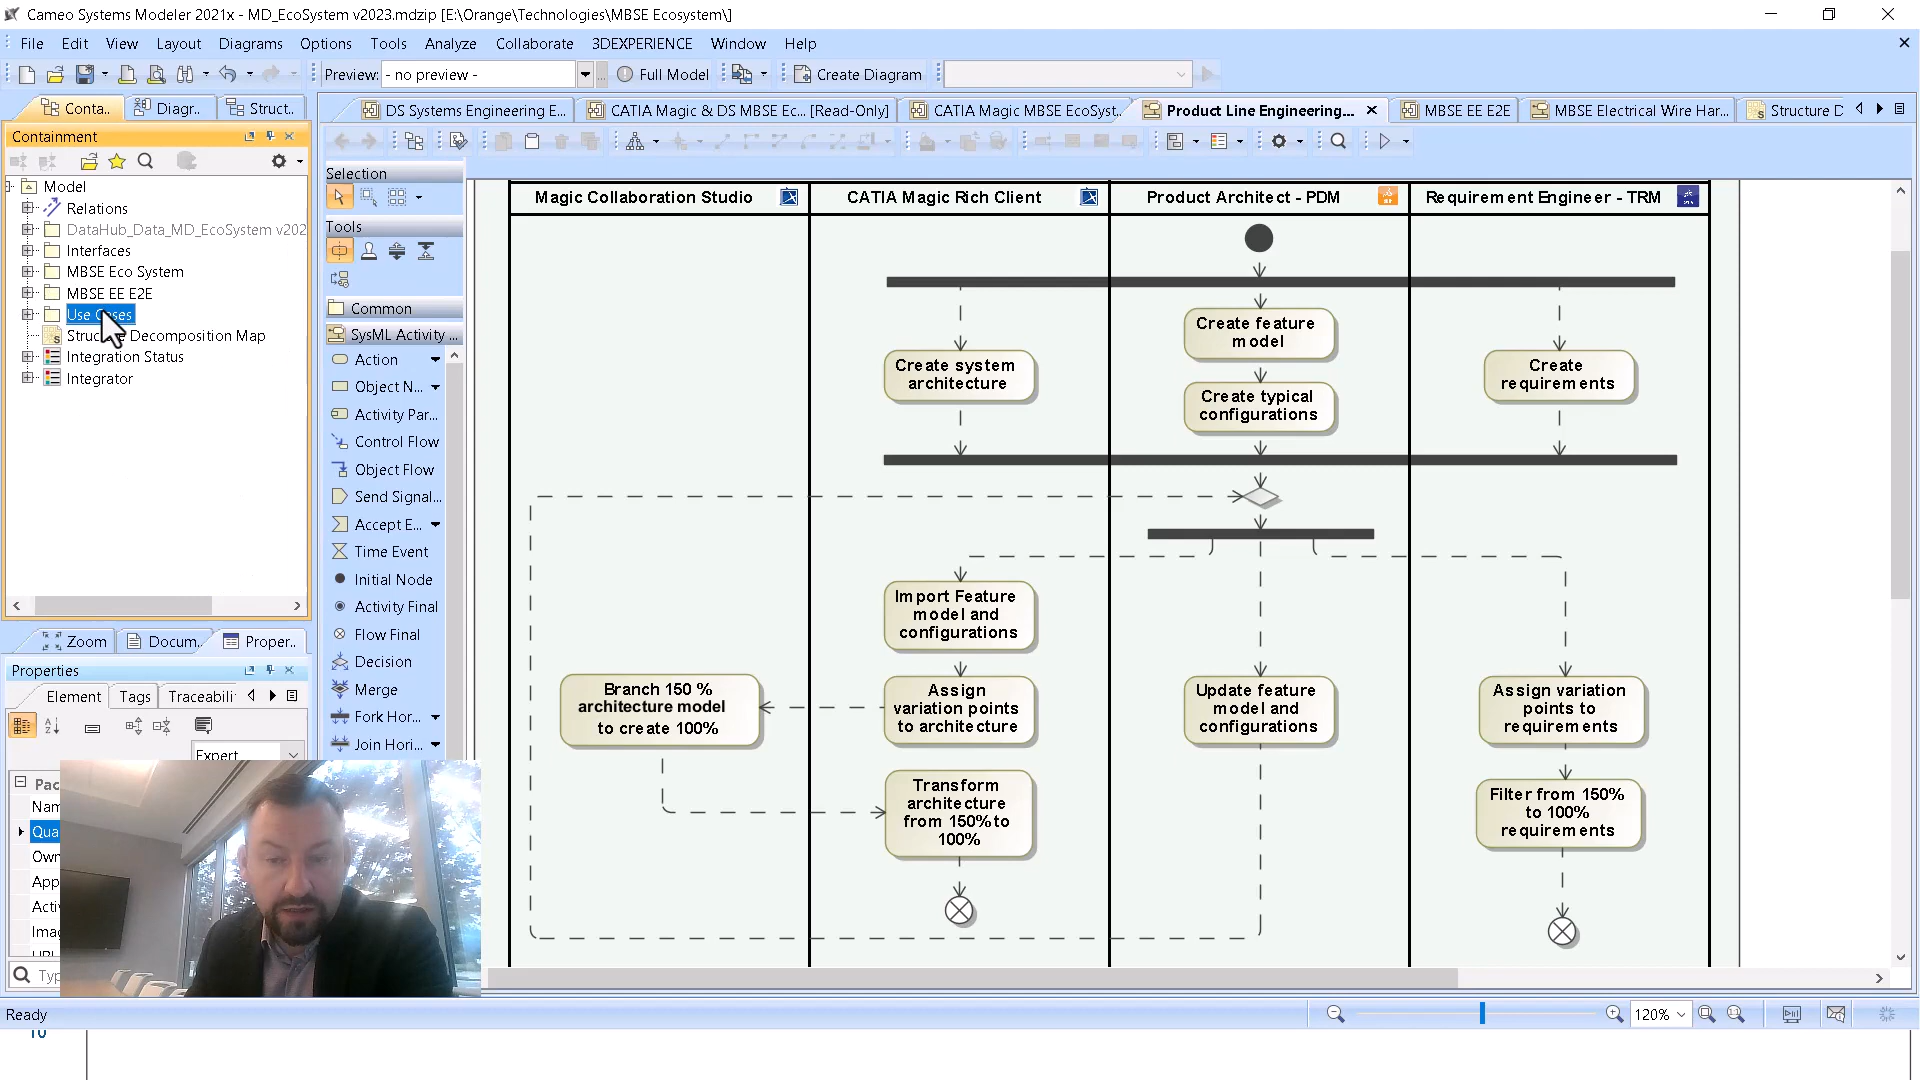 Cameo Systems Modeler 2021x - MD_EcoSystem v2023.mdzip [E:\Orange\Technologies\MBSE Ecosystem\]
File Edit View Layout Diagrams Options Tools Analyze Collaborate 3DEXPERIENCE Window Help
Preview: - no preview - ... Full Model Create Diagram
Conta.. Diagr.. Struct..
DS Systems Engineering E... CATIA Magic & DS MBSE Ec... [Read-Only] CATIA Magic MBSE EcoSyst.. Product Line Engineering... MBSE EE E2E MBSE Electrical Wire Har... Structure D
Containment
Model
Relations
DataHub_Data_MD_EcoSystem v202
Interfaces
MBSE Eco System
MBSE EE E2E
Use Cases
Decomposition Map
Integration Status
Integrator
Zoom Docum.. Proper..
Properties
Element Tags Traceabili
Expert
Pac
Nam
Qua
Own
App
Acti
Ima
Typ
Selection
Tools
Common
SysML Activity ...
Action
Object N...
Activity Par...
Control Flow
Object Flow
Send Signal...
Accept E...
Time Event
Initial Node
Activity Final
Flow Final
Decision
Merge
Fork Hor...
Join Hori...
Magic Collaboration Studio
CATIA Magic Rich Client
Product Architect - PDM
Requirement Engineer - TRM
Create system
architecture
Create feature
model
Create typical
configurations
Create
requirements
Import Feature
model and
configurations
Branch 150 %
architecture model
to create 100%
Assign
variation points
to architecture
Update feature
model and
configurations
Assign variation
points to
requirements
Transform
architecture
from 150%to
100%
Filter from 150%
to 100%
requirements
Ready
120%